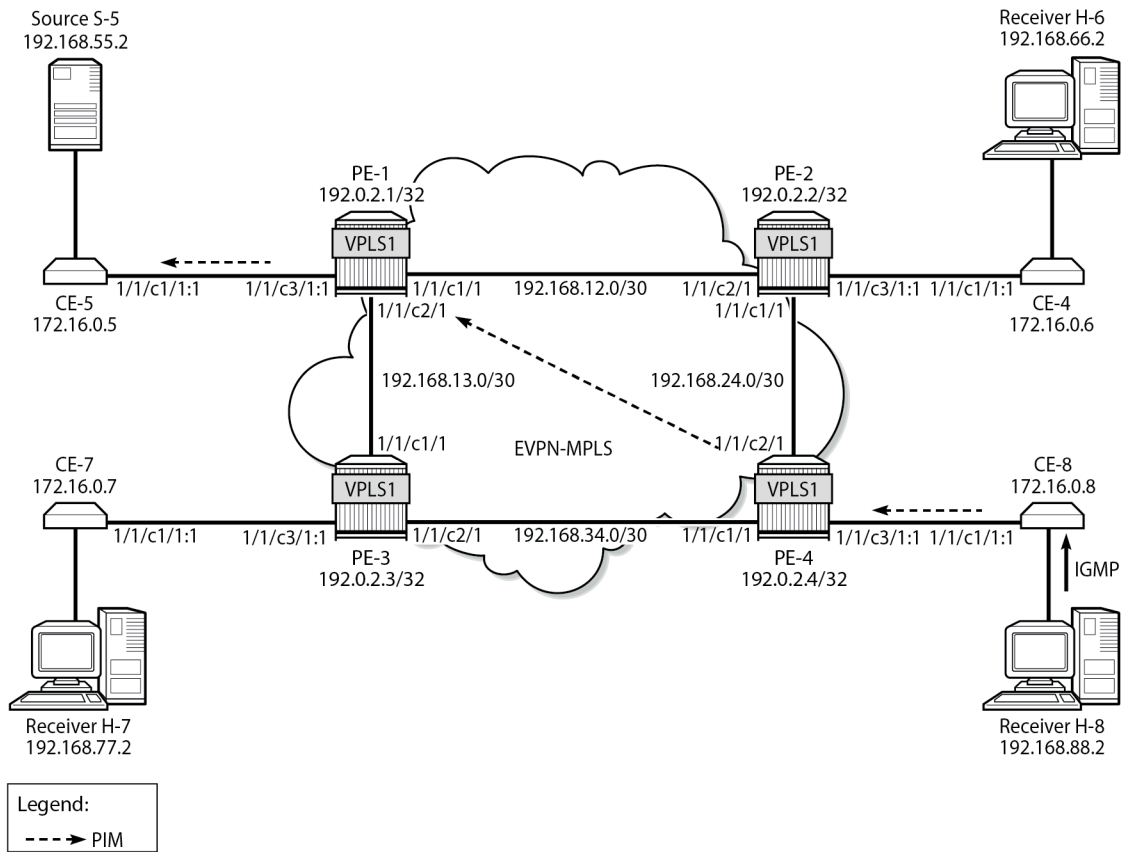 Source S-5
192.168.55.2
Receiver H-6
192.168.66.2
PE-1
192.0.2.1/32
PE-2
192.0.2.2/32
VPLS1
VPLS1
1/1/c1/1:1
1/1/c3/1:1
1/1/c1/1
192.168.12.0/30
1/1/c2/1
1/1/c3/1:1
1/1/c1/1:1
CE-5
172.16.0.5
1/1/c2/1
1/1/c1/1
CE-4
172.16.0.6
192.168.13.0/30
192.168.24.0/30
1/1/c1/1
EVPN-MPLS
1/1/c2/1
CE-7
172.16.0.7
VPLS1
VPLS1
CE-8
172.16.0.8
1/1/c1/1:1
1/1/c3/1:1
1/1/c2/1
192.168.34.0/30
1/1/c1/1
1/1/c3/1:1
1/1/c1/1:1
PE-3
192.0.2.3/32
PE-4
192.0.2.4/32
IGMP
Receiver H-7
192.168.77.2
Receiver H-8
192.168.88.2
Legend:
PIM